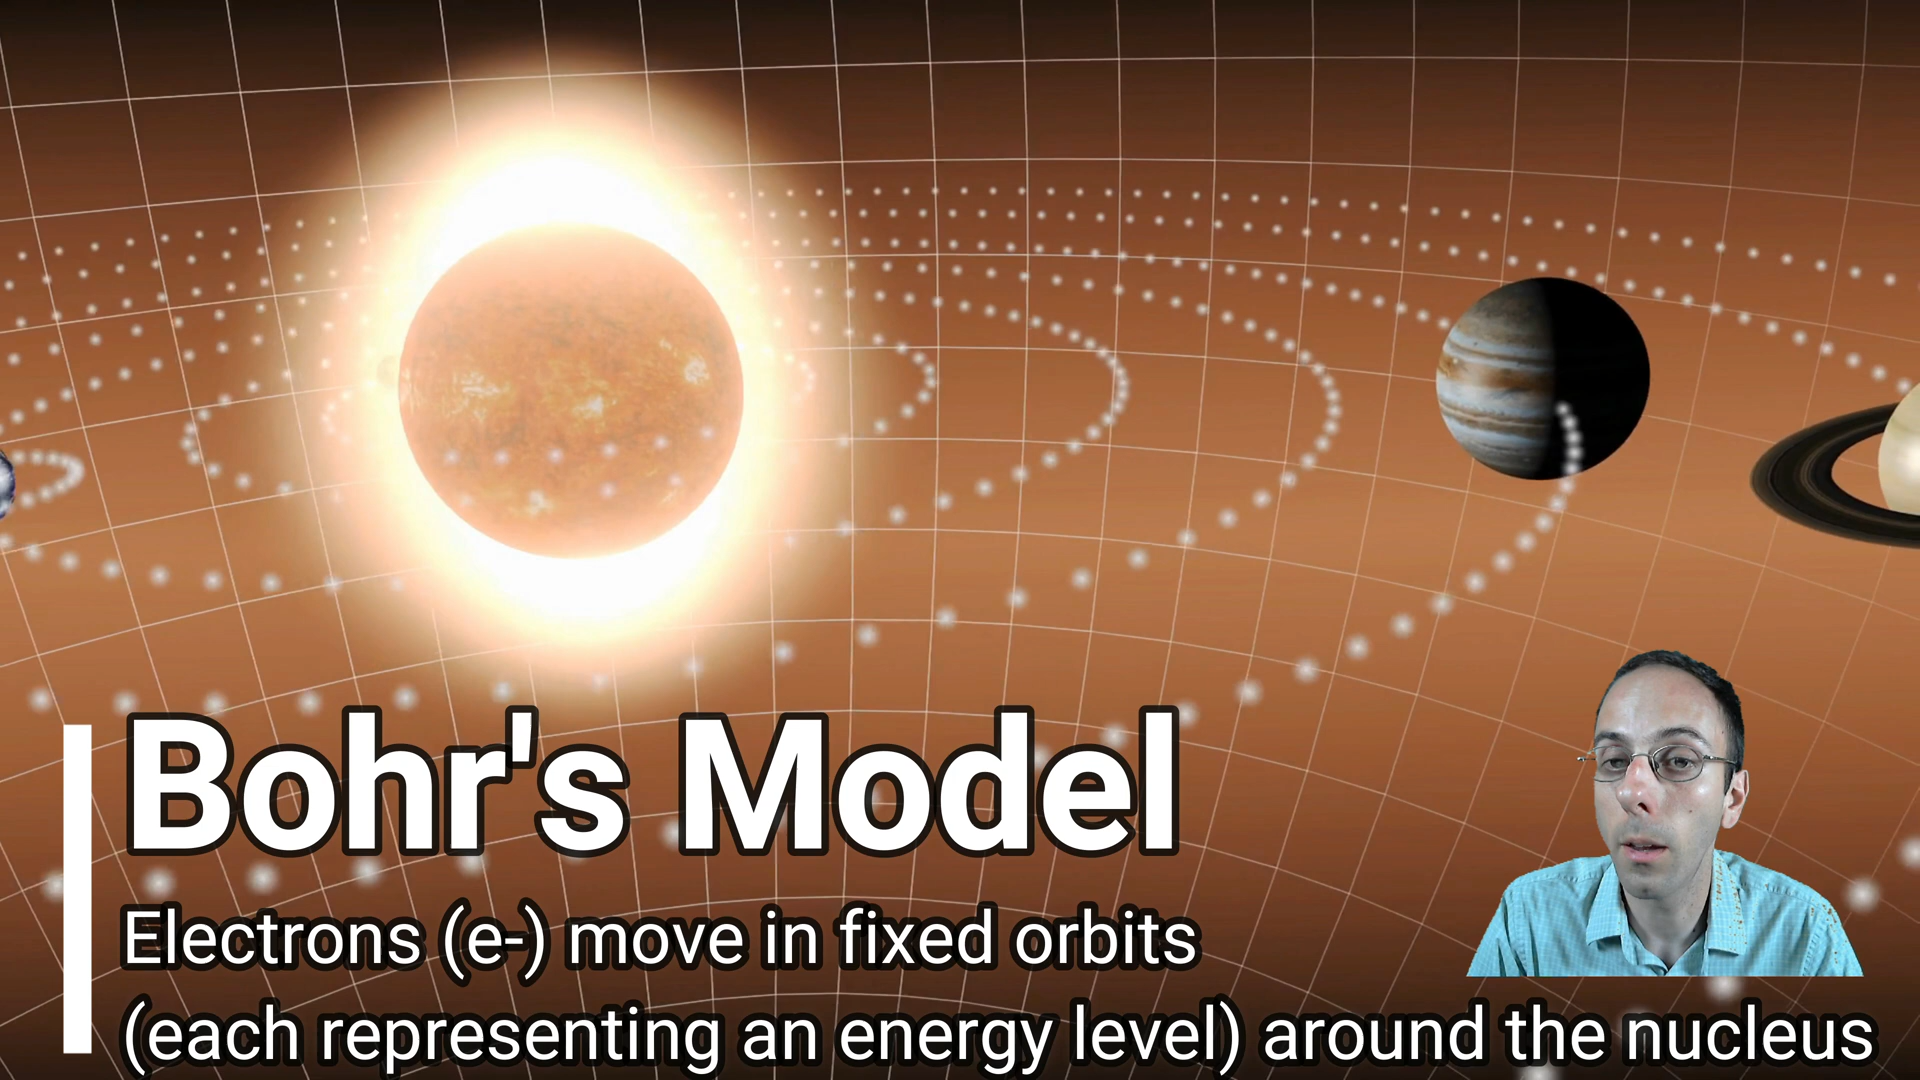 Bohr's Model
Electrons (e-) move in fixed orbits
(each representing an energy level) around the nucleus